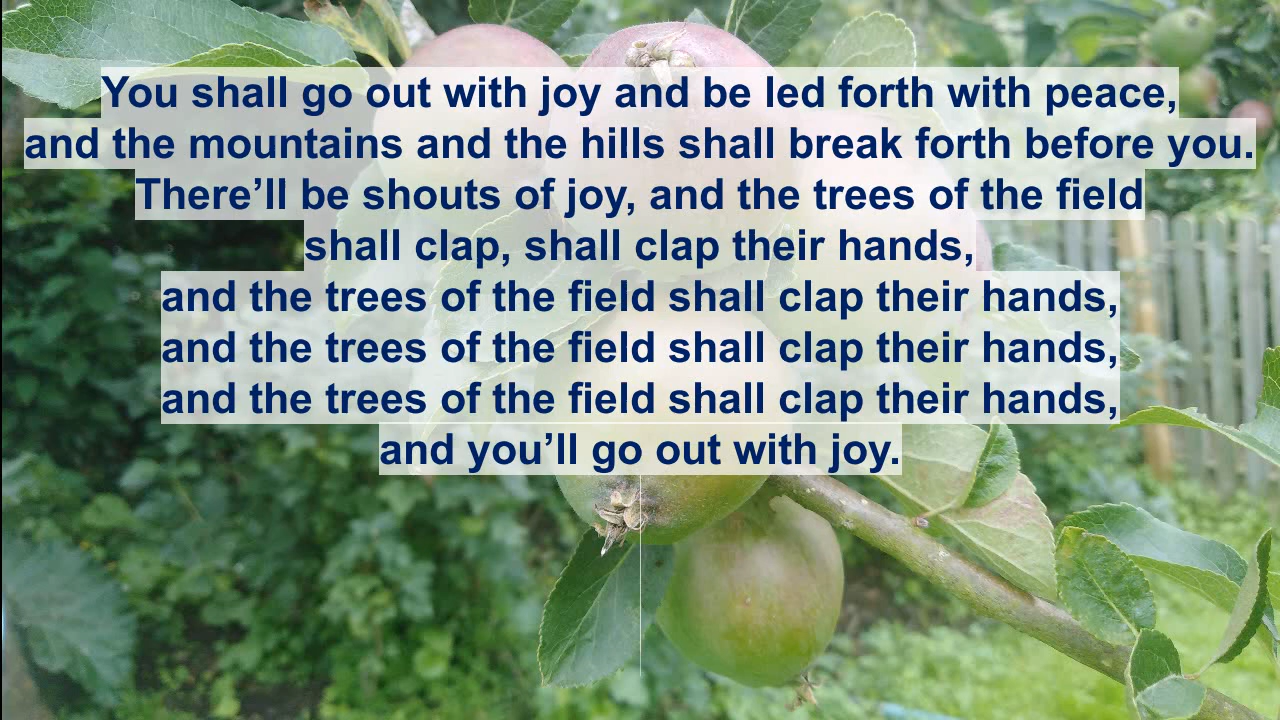 You shall go out with joy and be led forth with peace,
and the mountains and the hills shall break forth before you.
There’ll be shouts of joy, and the trees of the field
shall clap, shall clap their hands,
and the trees of the field shall clap their hands,
and the trees of the field shall clap their hands,
and the trees of the field shall clap their hands,
and you’ll go out with joy.